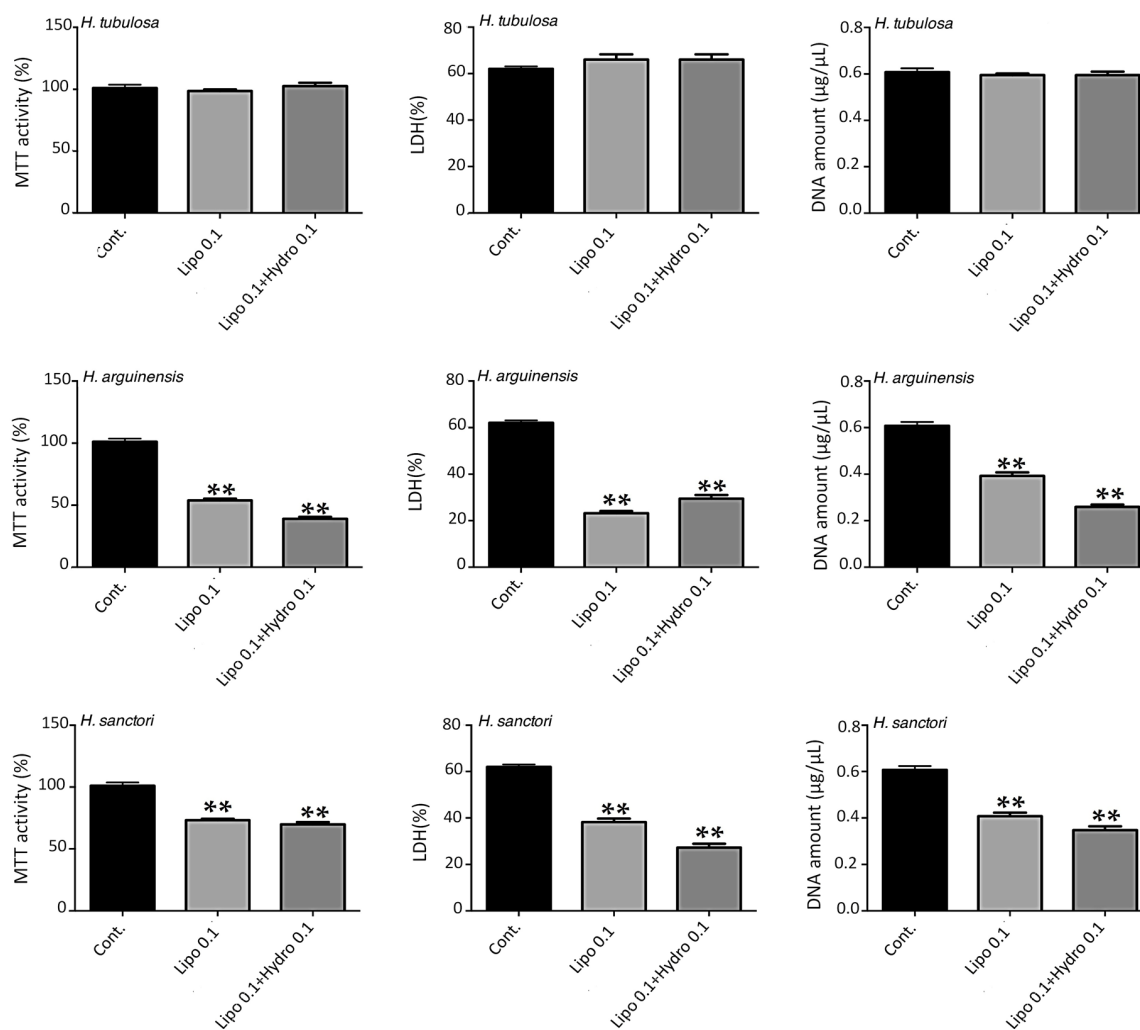 H. tubulosa
MTT activity (%)
150
100
50
0
Cont.
Lipo 0.1
Lipo 0.1+Hydro 0.1
H. tubulosa
LDH(%)
80
60
40
20
0
Cont.
Lipo 0.1
Lipo 0.1+Hydro 0.1
H. tubulosa
DNA amount (µg/µL)
0.8
0.6
0.4
0.2
0.0
Cont.
Lipo 0.1
Lipo 0.1+Hydro 0.1
H. arguinensis
MTT activity (%)
150
100
50
0
**
**
Cont.
Lipo 0.1
Lipo 0.1+Hydro 0.1
H. arguinensis
LDH(%)
80
60
40
20
0
**
**
Cont.
Lipo 0.1
Lipo 0.1+Hydro 0.1
H. arguinensis
DNA amount (µg/µL)
0.8
0.6
0.4
0.2
0.0
**
**
Cont.
Lipo 0.1
Lipo 0.1+Hydro 0.1
H. sanctori
MTT activity (%)
150
100
50
0
**
**
Cont.
Lipo 0.1
Lipo 0.1+Hydro 0.1
H. sanctori
LDH(%)
80
60
40
20
0
**
**
Cont.
Lipo 0.1
Lipo 0.1+Hydro 0.1
H. sanctori
DNA amount (µg/µL)
0.8
0.6
0.4
0.2
0.0
**
**
Cont.
Lipo 0.1
Lipo 0.1+Hydro 0.1